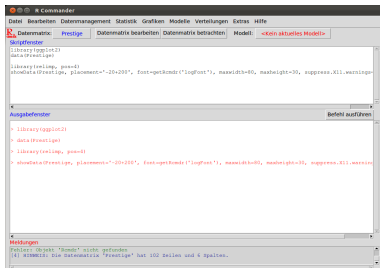 R Commander
Datei Bearbeiten Datenmanagement Statistik Grafiken Modelle Verteilungen Extras Hilfe
Datenmatrix: Prestige Datenmatrix bearbeiten Datenmatrix betrachten Modell: <Kein aktuelles Modell>
Skriptfenster
library(ggplot2)
data(Prestige)
library(relimp, pos=4)
showData(Prestige, placement='-20+200', font=getRcmdr('logFont'), maxwidth=80, maxheight=30, suppress.X11.warnings=
Ausgabefenster
Befehl ausführen
> library(ggplot2)
> data(Prestige)
> library(relimp, pos=4)
> showData(Prestige, placement='-20+200', font=getRcmdr('logFont'), maxwidth=80, maxheight=30, suppress.X11.warning
Meldungen
Fehler: Objekt 'Rcmdr' nicht gefunden
[4] HINWEIS: Die Datenmatrix 'Prestige' hat 102 Zeilen und 6 Spalten.